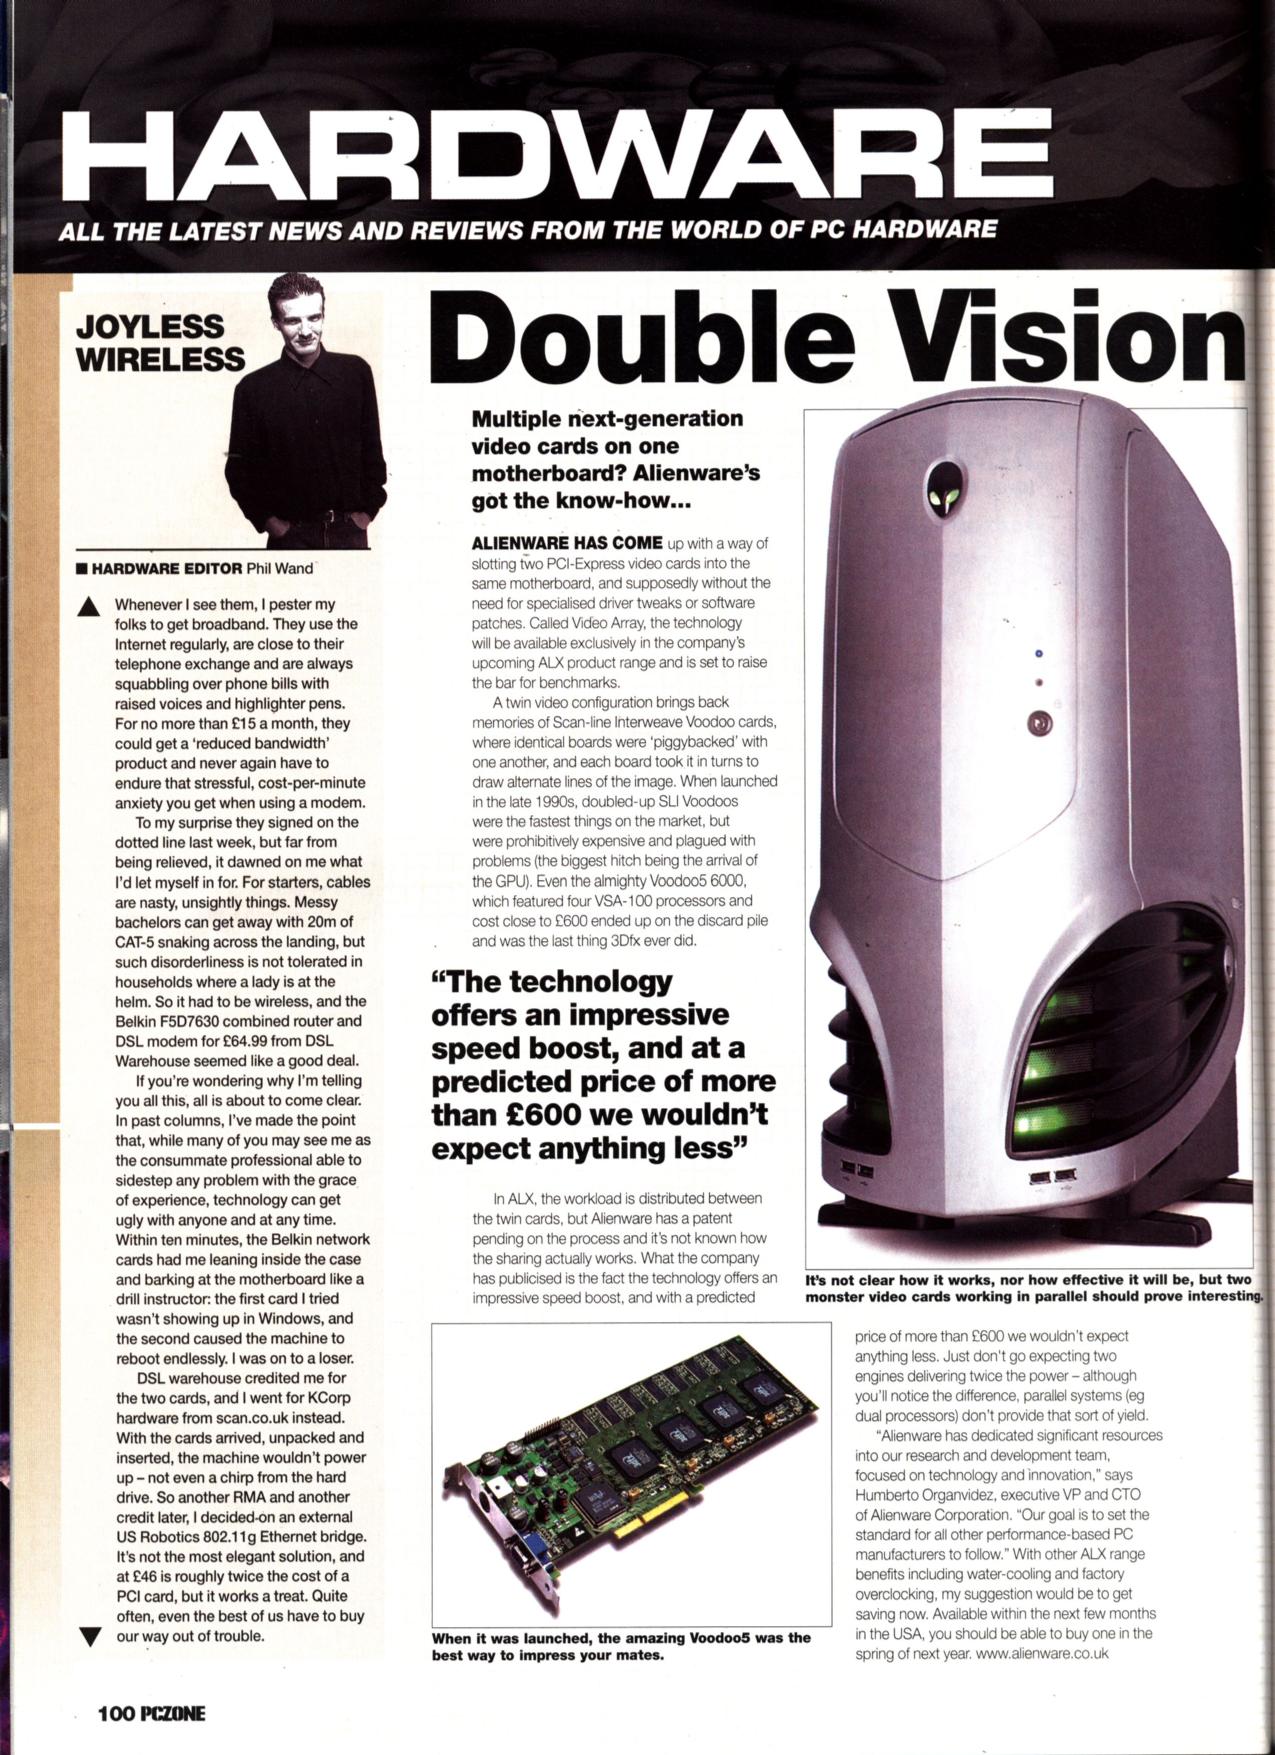 HARDWARE
ALL THE LATEST NEWS AND REVIEWS FROM THE WORLD OF PC HARDWARE
JOYLESS
WIRELESS
■ HARDWARE EDITOR Phil Wand
▲ Whenever I see them, I pester my
folks to get broadband. They use the
Internet regularly, are close to their
telephone exchange and are always
squabbling over phone bills with
raised voices and highlighter pens.
For no more than £15 a month, they
could get a 'reduced bandwidth'
product and never again have to
endure that stressful, cost-per-minute
anxiety you get when using a modem.
To my surprise they signed on the
dotted line last week, but far from
being relieved, it dawned on me what
I'd let myself in for. For starters, cables
are nasty, unsightly things. Messy
bachelors can get away with 20m of
CAT-5 snaking across the landing, but
such disorderliness is not tolerated in
households where a lady is at the
helm. So it had to be wireless, and the
Belkin F5D7630 combined router and
DSL modem for £64.99 from DSL
Warehouse seemed like a good deal.
If you're wondering why I'm telling
you all this, all is about to come clear.
In past columns, I've made the point
that, while many of you may see me as
the consummate professional able to
sidestep any problem with the grace
of experience, technology can get
ugly with anyone and at any time.
Within ten minutes, the Belkin network
cards had me leaning inside the case
and barking at the motherboard like a
drill instructor: the first card I tried
wasn't showing up in Windows, and
the second caused the machine to
reboot endlessly. I was on to a loser.
DSL warehouse credited me for
the two cards, and I went for KCorp
hardware from scan.co.uk instead.
With the cards arrived, unpacked and
inserted, the machine wouldn't power
up – not even a chirp from the hard
drive. So another RMA and another
credit later, I decided on an external
US Robotics 802.11g Ethernet bridge.
It's not the most elegant solution, and
at £46 is roughly twice the cost of a
PCI card, but it works a treat. Quite
often, even the best of us have to buy
▼ our way out of trouble.
Double Vision
Multiple next-generation
video cards on one
motherboard? Alienware's
got the know-how...
ALIENWARE HAS COME up with a way of
slotting two PCI-Express video cards into the
same motherboard, and supposedly without the
need for specialised driver tweaks or software
patches. Called Video Array, the technology
will be available exclusively in the company's
upcoming ALX product range and is set to raise
the bar for benchmarks.
A twin video configuration brings back
memories of Scan-line Interweave Voodoo cards,
where identical boards were 'piggybacked' with
one another, and each board took it in turns to
draw alternate lines of the image. When launched
in the late 1990s, doubled-up SLI Voodoos
were the fastest things on the market, but
were prohibitively expensive and plagued with
problems (the biggest hitch being the arrival of
the GPU). Even the almighty Voodoo5 6000,
which featured four VSA-100 processors and
cost close to £600 ended up on the discard pile
and was the last thing 3Dfx ever did.
"The technology
offers an impressive
speed boost, and at a
predicted price of more
than £600 we wouldn't
expect anything less"
In ALX, the workload is distributed between
the twin cards, but Alienware has a patent
pending on the process and it's not known how
the sharing actually works. What the company
has publicised is the fact the technology offers an
impressive speed boost, and with a predicted
It's not clear how it works, nor how effective it will be, but two
monster video cards working in parallel should prove interesting.
When it was launched, the amazing Voodoo5 was the
best way to impress your mates.
price of more than £600 we wouldn't expect
anything less. Just don't go expecting two
engines delivering twice the power – although
you'll notice the difference, parallel systems (eg
dual processors) don't provide that sort of yield.
"Alienware has dedicated significant resources
into our research and development team,
focused on technology and innovation," says
Humberto Organvidez, executive VP and CTO
of Alienware Corporation. "Our goal is to set the
standard for all other performance-based PC
manufacturers to follow." With other ALX range
benefits including water-cooling and factory
overclocking, my suggestion would be to get
saving now. Available within the next few months
in the USA, you should be able to buy one in the
spring of next year. www.alienware.co.uk
100 PCZONE